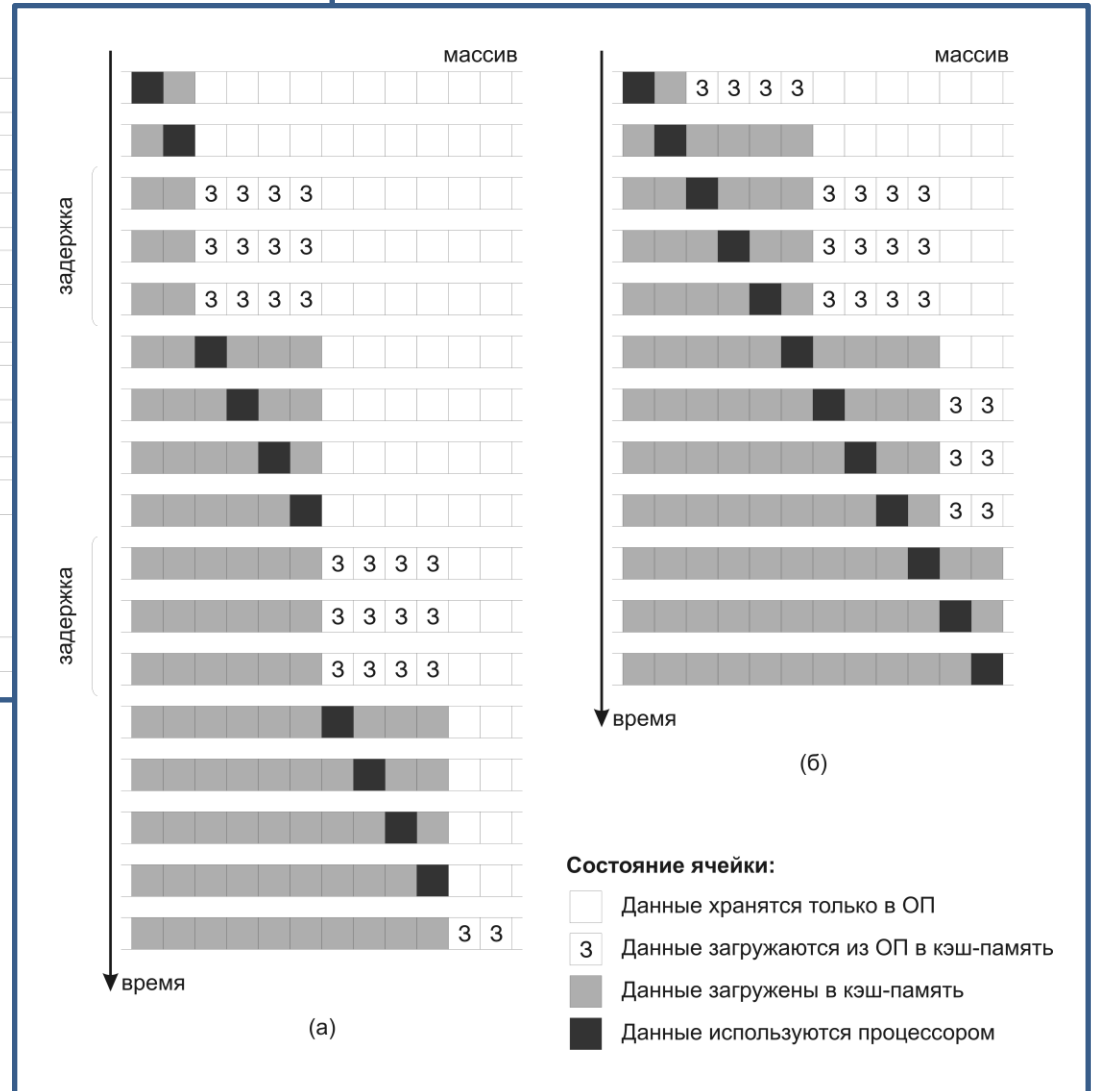 массив
задержка
З З З З
З З З З
З З З З
задержка
З З З З
З З З З
З З З З
З З
время
(а)
массив
З З З З
З З З З
З З З З
З З З З
З З
З З
З З
время
(б)
Состояние ячейки:
Данные хранятся только в ОП
З Данные загружаются из ОП в кэш-память
Данные загружены в кэш-память
Данные используются процессором